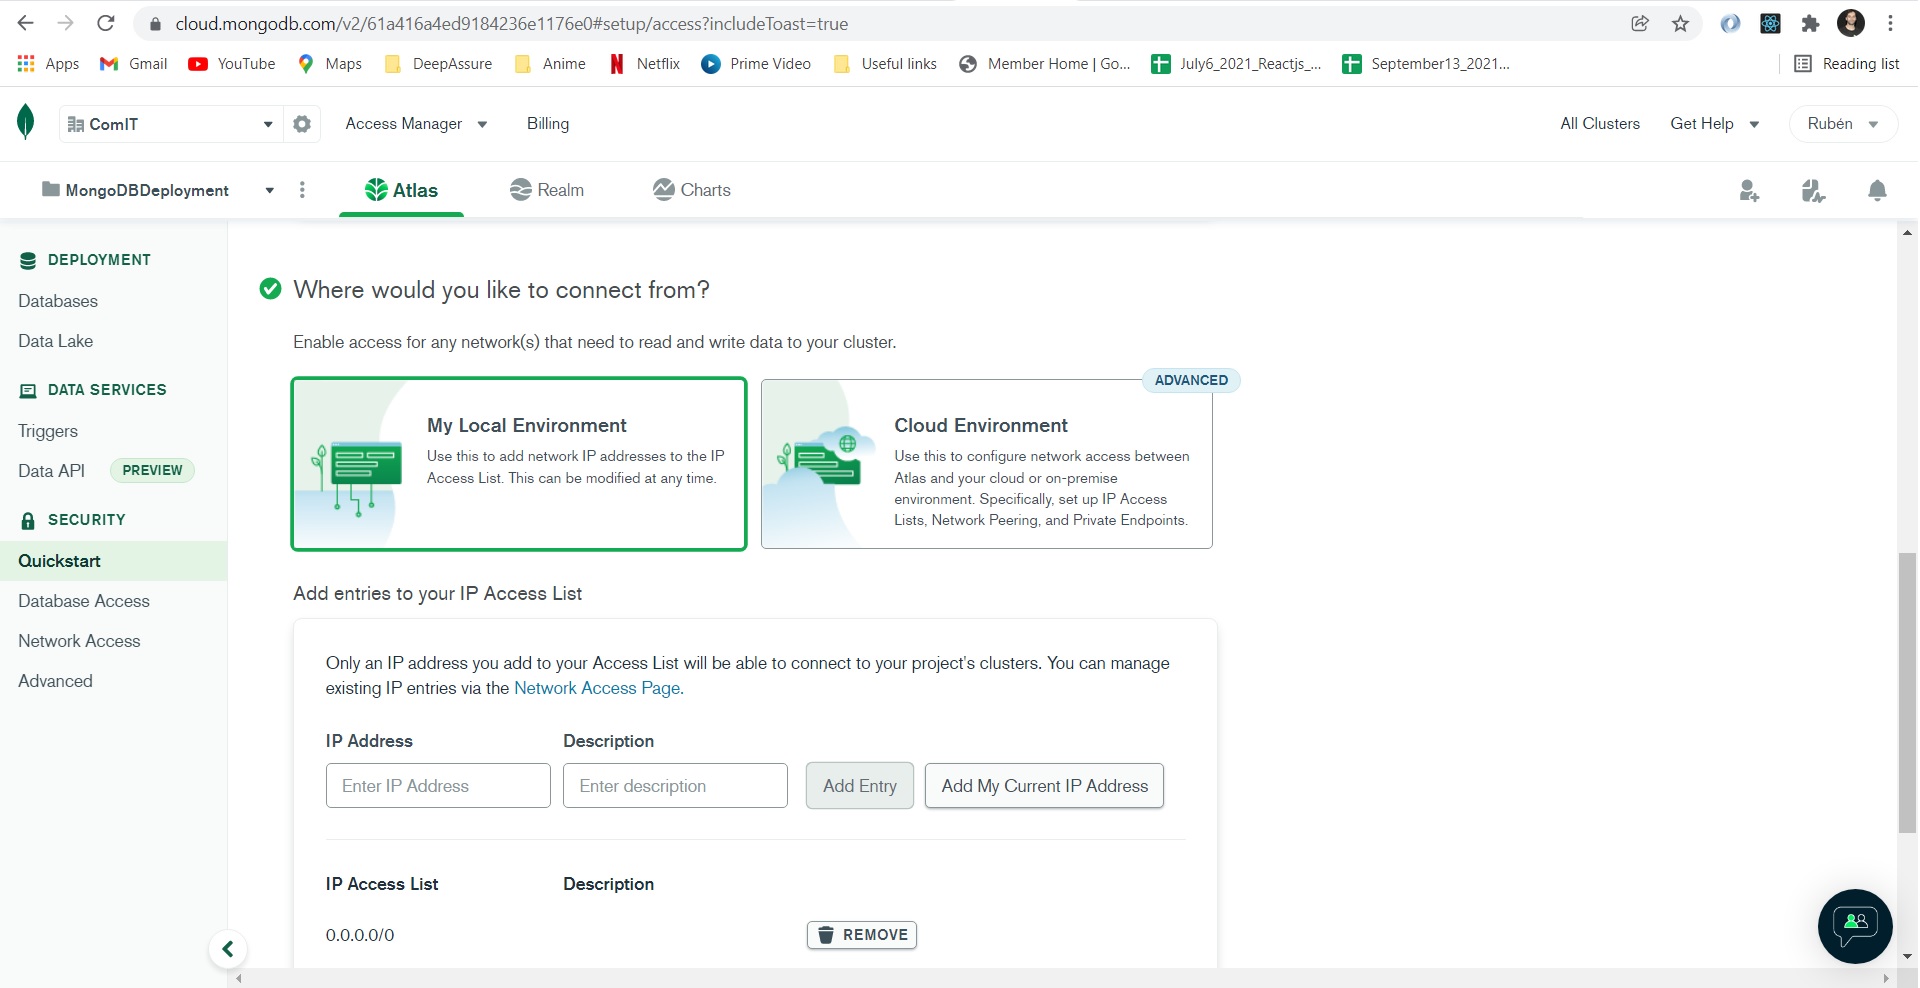 cloud.mongodb.com/v2/61a416a4ed9184236e1176e0#setup/access?includeToast=true
Apps Gmail YouTube Maps DeepAssure Anime Netflix Prime Video Useful links Member Home | Go... July6_2021_Reactjs_... September13_2021... Reading list
ComIT Access Manager Billing All Clusters Get Help Rubén
MongoDBDeployment Atlas Realm Charts
DEPLOYMENT
Databases
Data Lake
DATA SERVICES
Triggers
Data API PREVIEW
SECURITY
Quickstart
Database Access
Network Access
Advanced
Where would you like to connect from?
Enable access for any network(s) that need to read and write data to your cluster.
My Local Environment
Use this to add network IP addresses to the IP
Access List. This can be modified at any time.
ADVANCED
Cloud Environment
Use this to configure network access between
Atlas and your cloud or on-premise
environment. Specifically, set up IP Access
Lists, Network Peering, and Private Endpoints.
Add entries to your IP Access List
Only an IP address you add to your Access List will be able to connect to your project's clusters. You can manage
existing IP entries via the Network Access Page.
IP Address Description
Enter IP Address Enter description Add Entry Add My Current IP Address
IP Access List Description
0.0.0.0/0 REMOVE